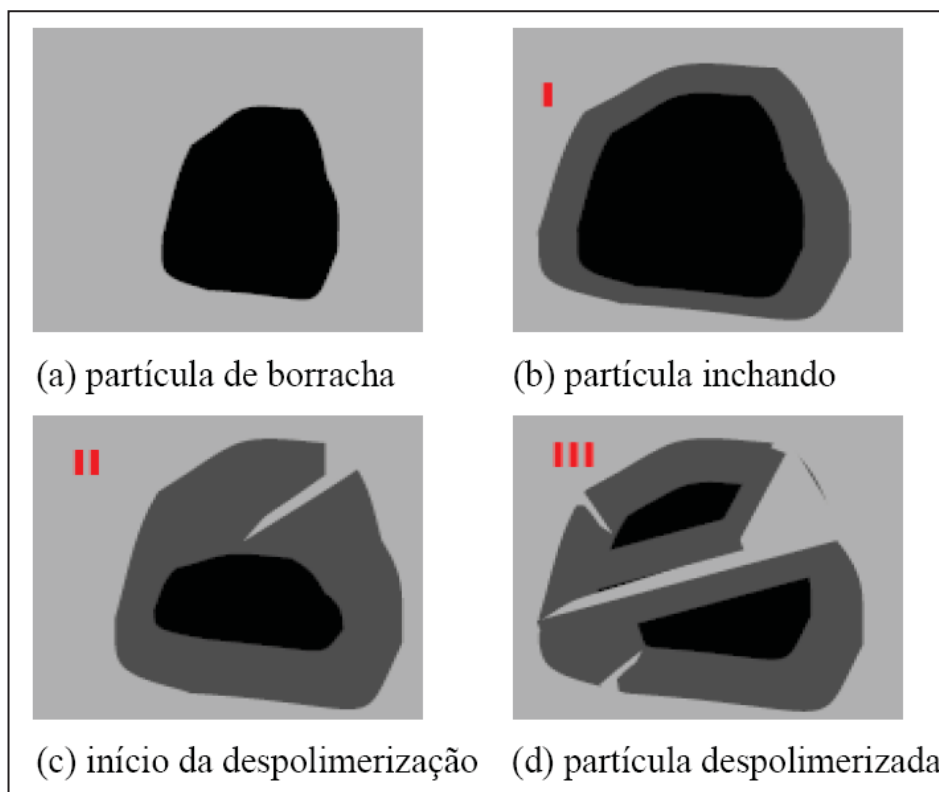 I
(a) partícula de borracha
(b) partícula inchando
II
III
(c) início da despolimerização
(d) partícula despolimerizada